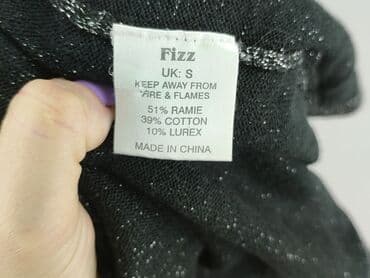 Fizz
UK: S
KEEP AWAY FROM
FIRE & FLAMES
51% RAMIE
39% COTTON
10% LUREX
MADE IN CHINA